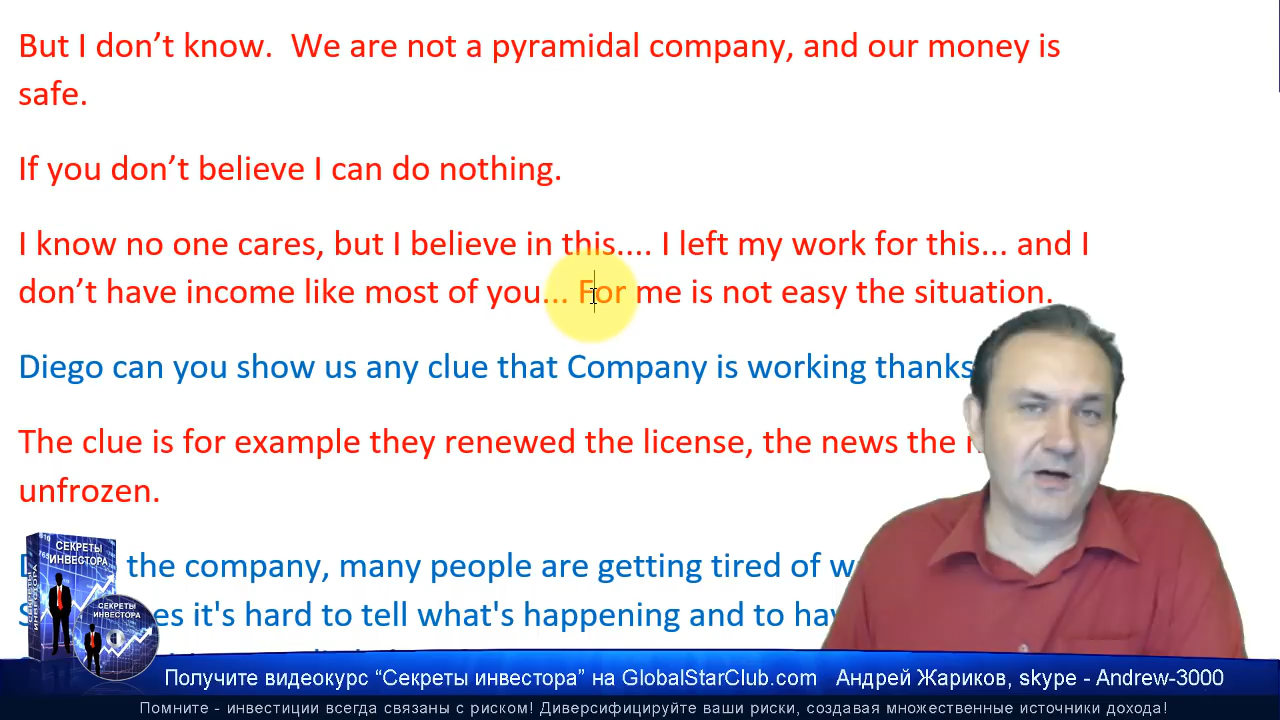 But I don’t know.  We are not a pyramidal company, and our money is
safe.
If you don’t believe I can do nothing.
I know no one cares, but I believe in this.... I left my work for this... and I
don’t have income like most of you... For me is not easy the situation.
Diego can you show us any clue that Company is working thanks
The clue is for example they renewed the license, the news the
unfrozen.
the company, many people are getting tired of
it's hard to tell what's happening and to
СЕКРЕТЫ
ИНВЕСТОРА
СЕКРЕТЫ
ИНВЕСТОРА
СЕКРЕТЫ
ИНВЕСТОРА
Получите видеокурс “Секреты инвестора” на GlobalStarClub.com   Андрей Жариков, skype - Andrew-3000
Помните - инвестиции всегда связаны с риском! Диверсифицируйте ваши риски, создавая множественные источники дохода!